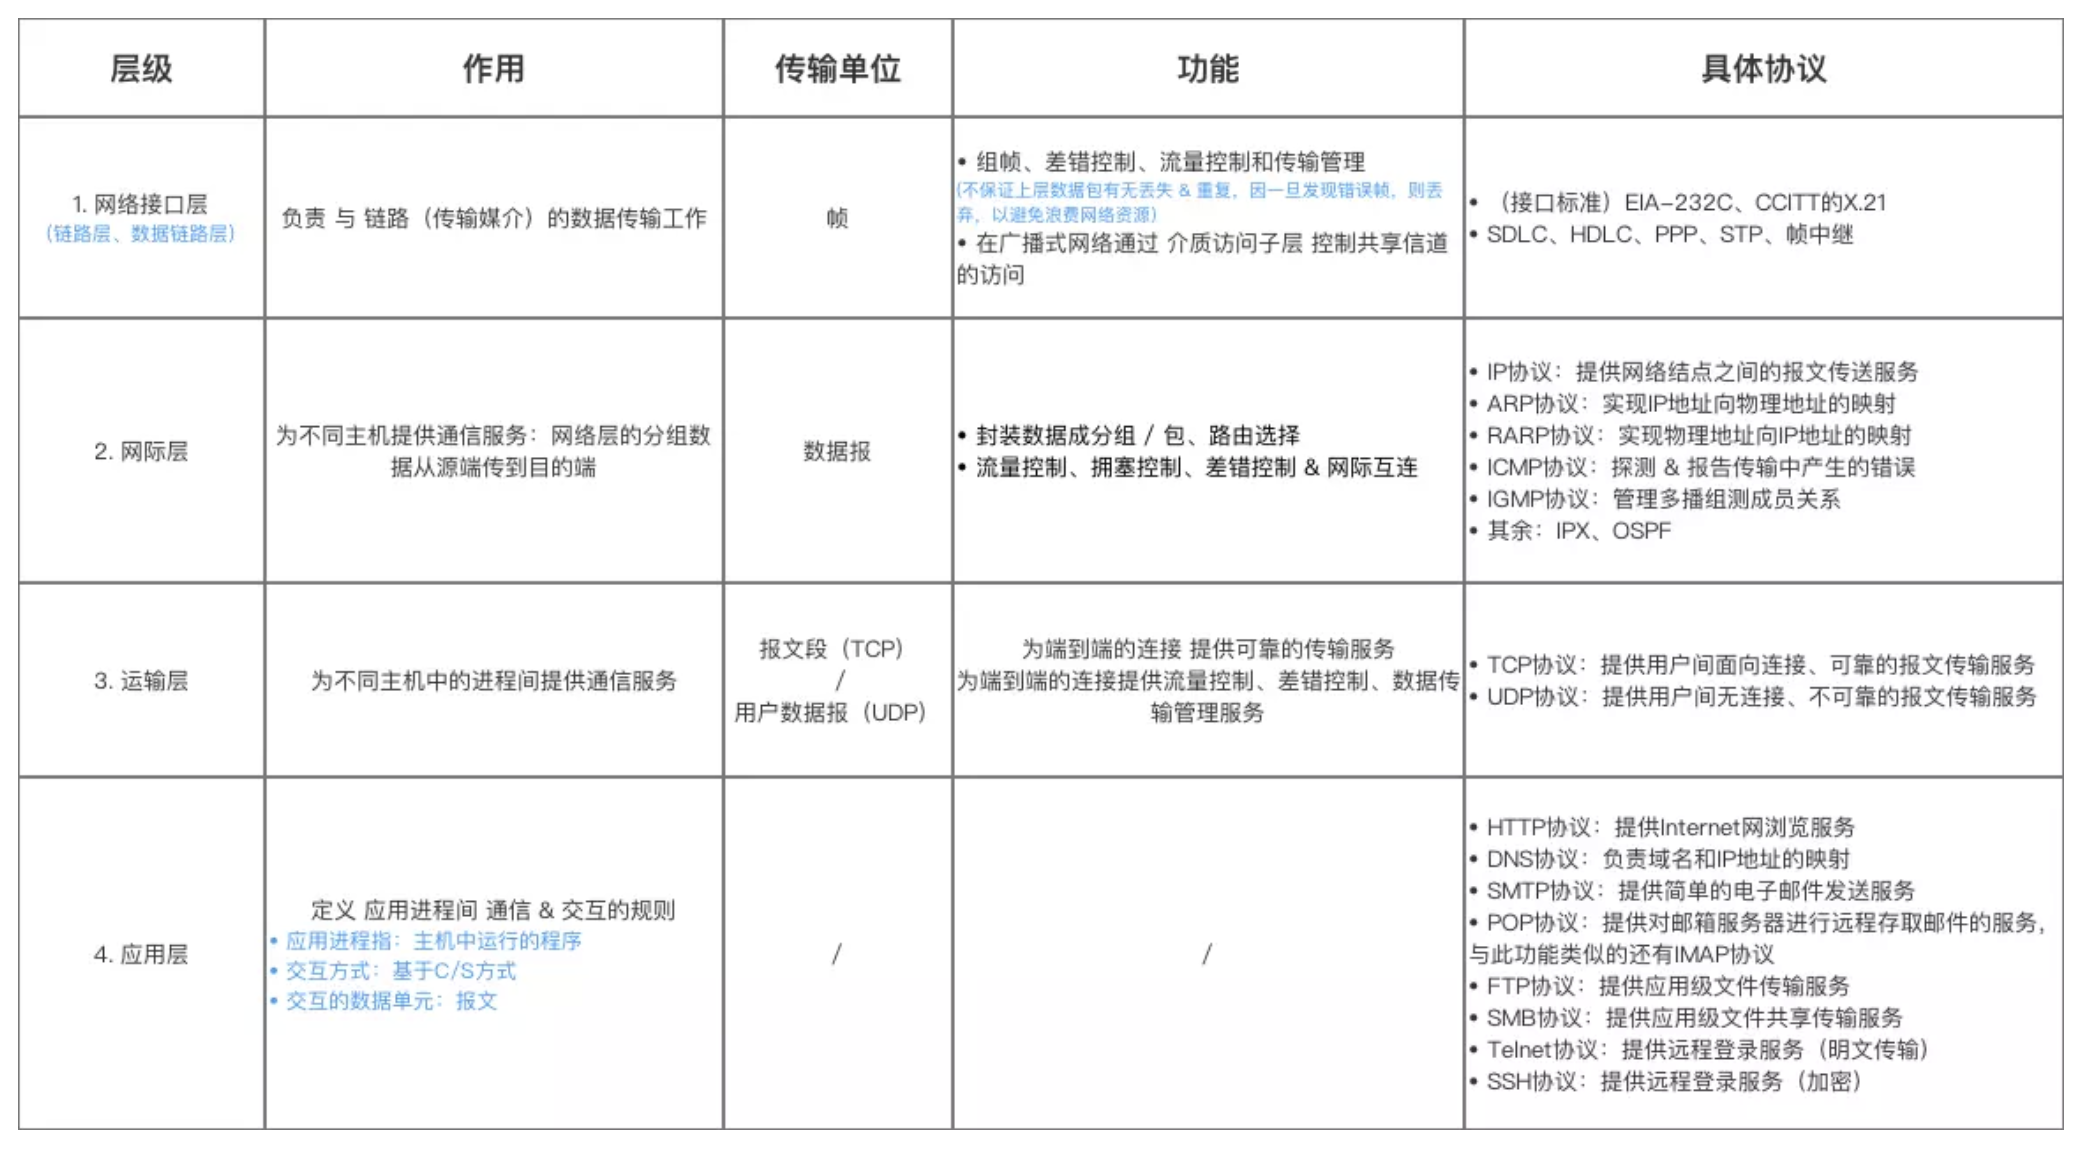 层级
作用
传输单位
功能
具体协议
1. 网络接口层
（链路层、数据链路层）
负责 与 链路（传输媒介）的数据传输工作
帧
• 组帧、差错控制、流量控制和传输管理
(不保证上层数据包有无丢失 & 重复，因一旦发现错误帧，则丢
弃，以避免浪费网络资源)
• 在广播式网络通过 介质访问子层 控制共享信道
的访问
• （接口标准）EIA-232C、CCITT的X.21
• SDLC、HDLC、PPP、STP、帧中继
2. 网际层
为不同主机提供通信服务：网络层的分组数
据从源端传到目的端
数据报
• 封装数据成分组 / 包、路由选择
• 流量控制、拥塞控制、差错控制 & 网际互连
• IP协议：提供网络结点之间的报文传送服务
• ARP协议：实现IP地址向物理地址的映射
• RARP协议：实现物理地址向IP地址的映射
• ICMP协议：探测 & 报告传输中产生的错误
• IGMP协议：管理多播组测成员关系
• 其余：IPX、OSPF
3. 运输层
为不同主机中的进程间提供通信服务
报文段（TCP）
/
用户数据报（UDP）
为端到端的连接 提供可靠的传输服务
为端到端的连接提供流量控制、差错控制、数据传
输管理服务
• TCP协议：提供用户间面向连接、可靠的报文传输服务
• UDP协议：提供用户间无连接、不可靠的报文传输服务
4. 应用层
定义 应用进程间 通信 & 交互的规则
• 应用进程指：主机中运行的程序
• 交互方式：基于C/S方式
• 交互的数据单元：报文
/
/
• HTTP协议：提供Internet网浏览服务
• DNS协议：负责域名和IP地址的映射
• SMTP协议：提供简单的电子邮件发送服务
• POP协议：提供对邮箱服务器进行远程存取邮件的服务，
与此功能类似的还有IMAP协议
• FTP协议：提供应用级文件传输服务
• SMB协议：提供应用级文件共享传输服务
• Telnet协议：提供远程登录服务（明文传输）
• SSH协议：提供远程登录服务（加密）